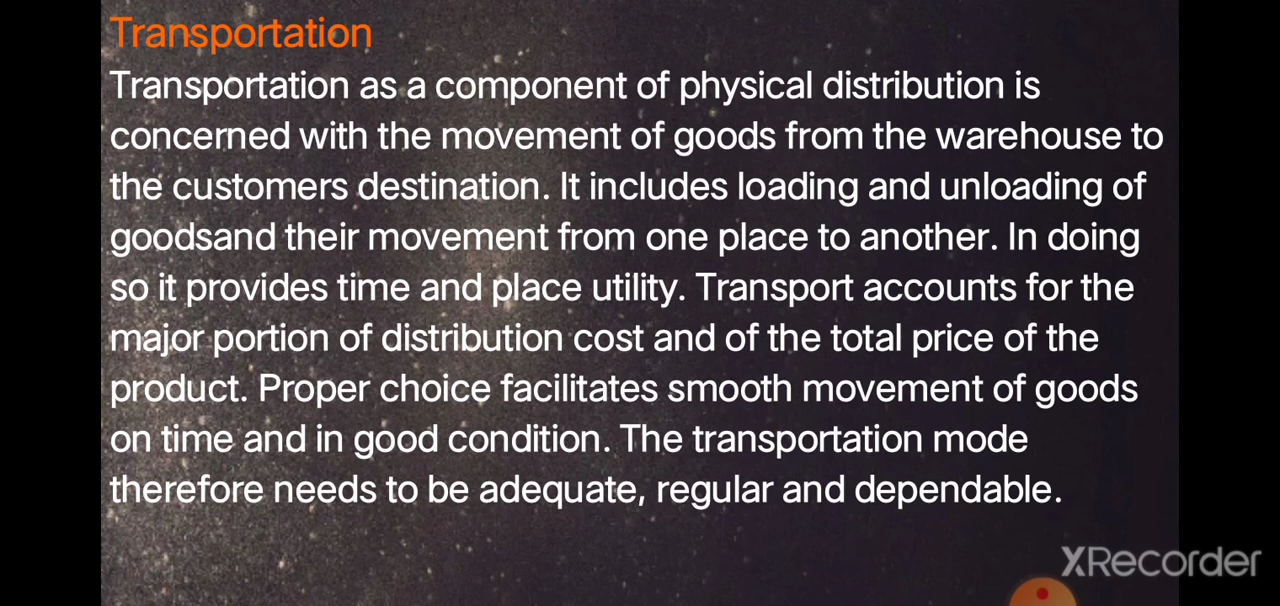 Transportation
Transportation as a component of physical distribution is
concerned with the movement of goods from the warehouse to
the customers destination. It includes loading and unloading of
goodsand their movement from one place to another. In doing
so it provides time and place utility. Transport accounts for the
major portion of distribution cost and of the total price of the
product. Proper choice facilitates smooth movement of goods
on time and in good condition. The transportation mode
therefore needs to be adequate, regular and dependable.
XRecorder